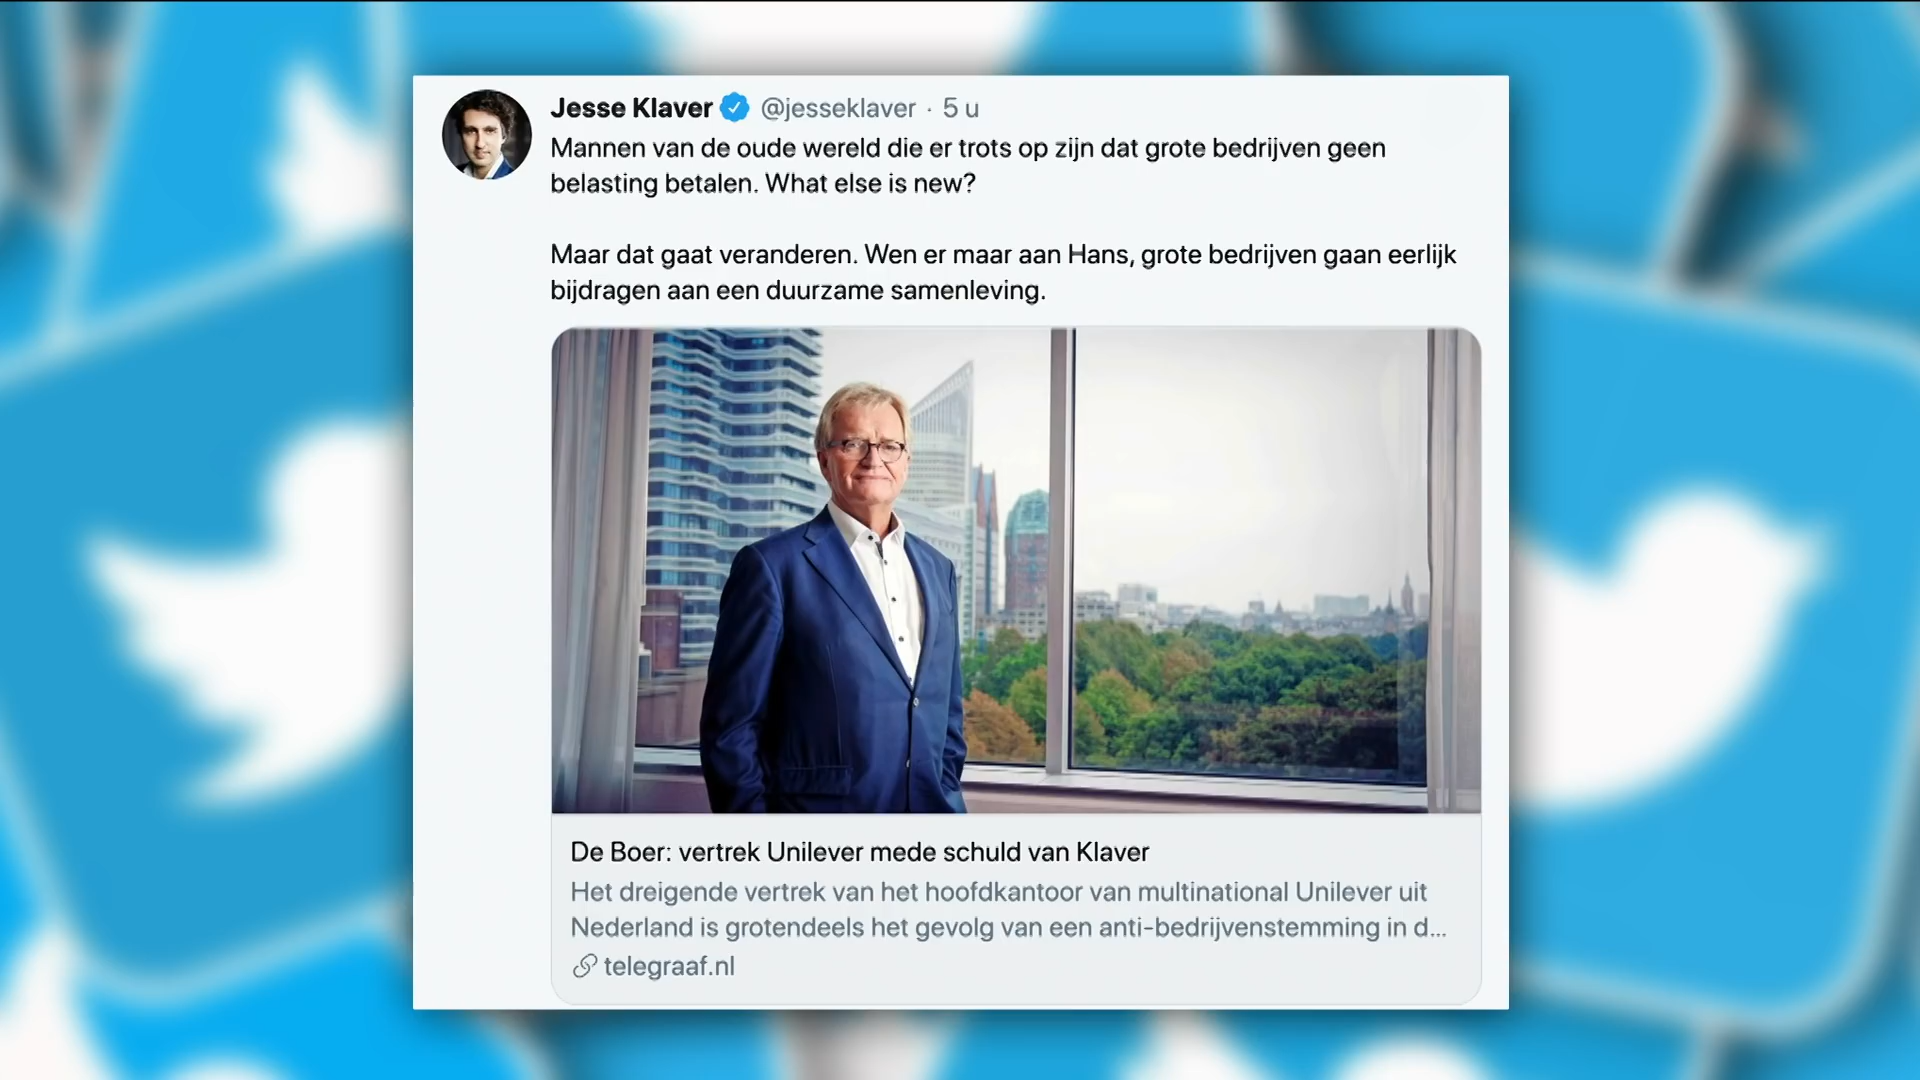 Jesse Klaver @jesseklaver · 5 u
Mannen van de oude wereld die er trots op zijn dat grote bedrijven geen
belasting betalen. What else is new?
Maar dat gaat veranderen. Wen er maar aan Hans, grote bedrijven gaan eerlijk
bijdragen aan een duurzame samenleving.
De Boer: vertrek Unilever mede schuld van Klaver
Het dreigende vertrek van het hoofdkantoor van multinational Unilever uit
Nederland is grotendeels het gevolg van een anti-bedrijvenstemming in d...
telegraaf.nl